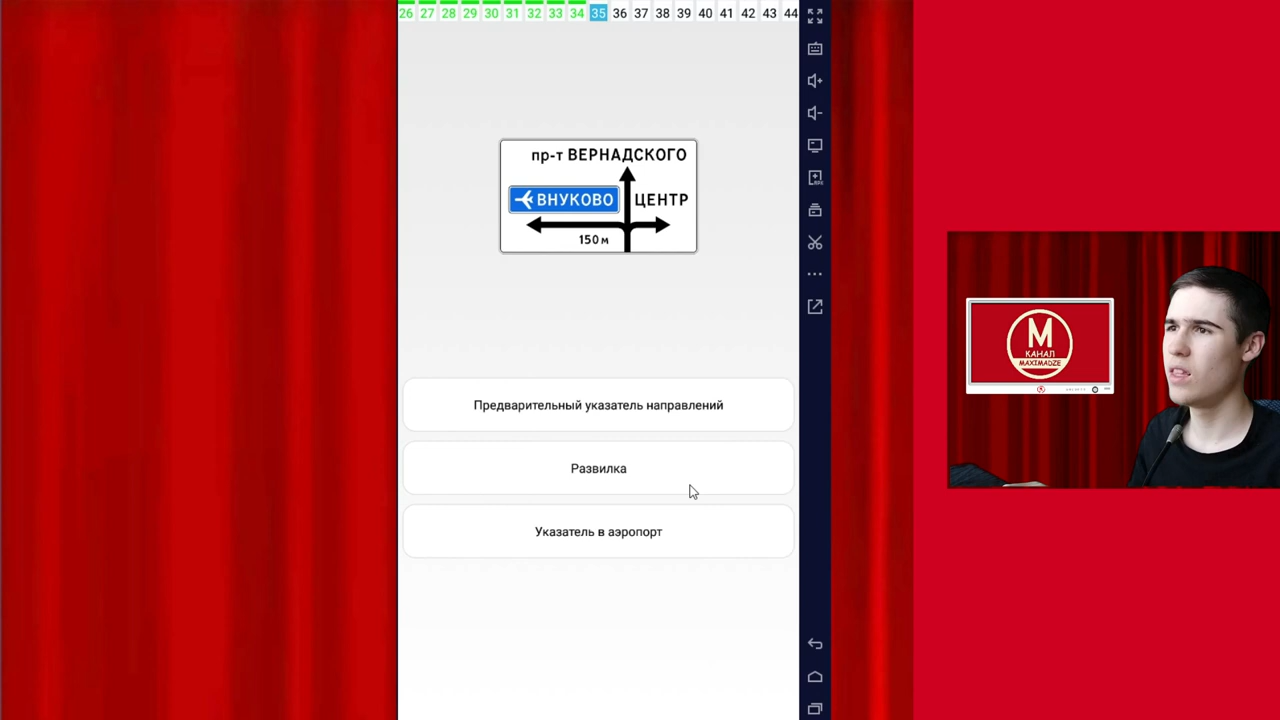 26 27 28 29 30 31 32 33 34 35 36 37 38 39 40 41 42 43 44
пр-т ВЕРНАДСКОГО
ВНУКОВО ЦЕНТР
150 м
Предварительный указатель направлений
Развилка
Указатель в аэропорт
М
КАНАЛ
MAXIMADZE